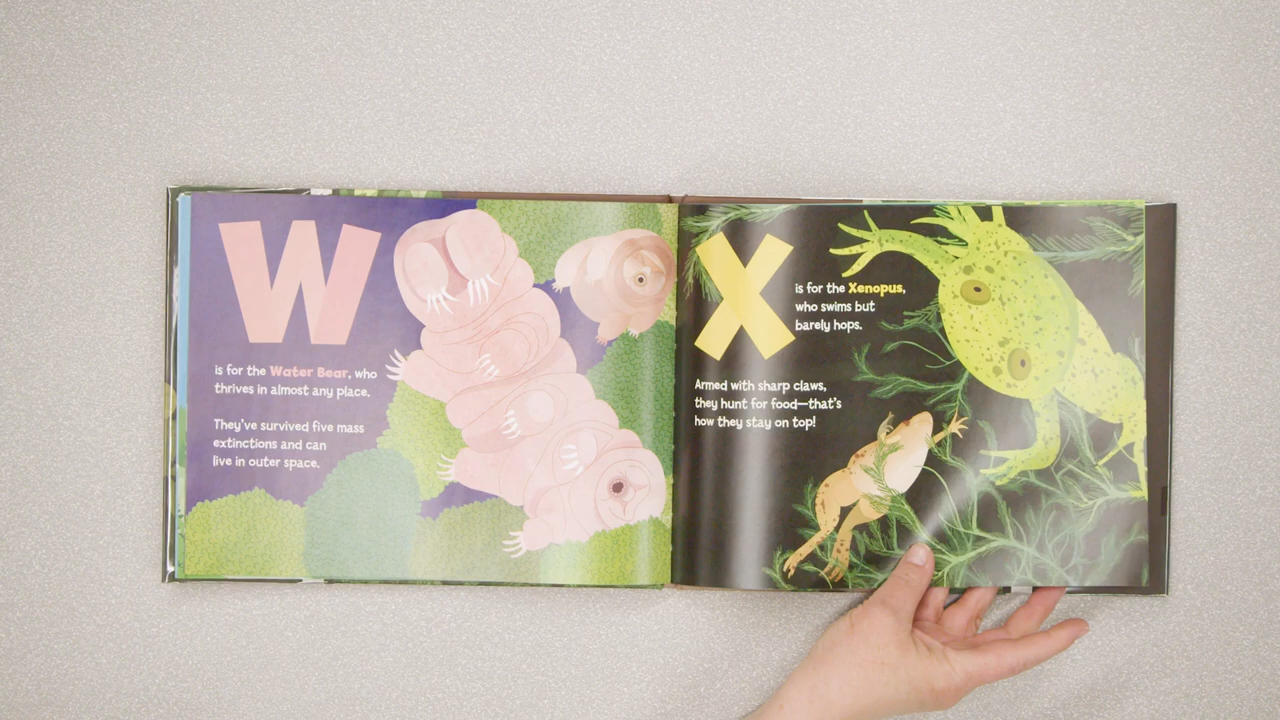 W
is for the Water Bear, who
thrives in almost any place.
They've survived five mass
extinctions and can
live in outer space.
X
is for the Xenopus,
who swims but
barely hops.
Armed with sharp claws,
they hunt for food—that's
how they stay on top!